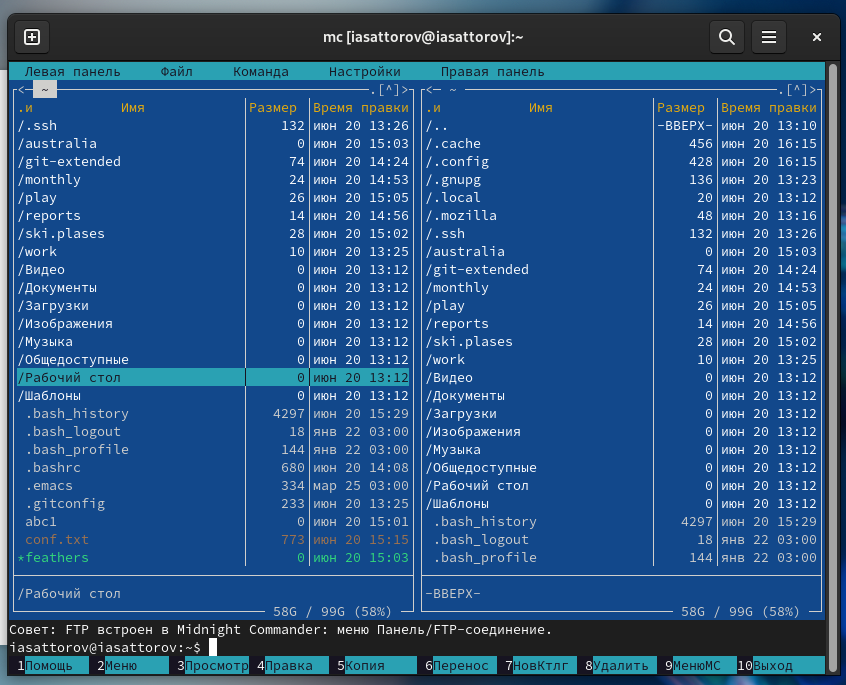 mc [iasattorov@iasattorov]:~
Левая панель Файл Команда Настройки Правая панель
<─ ~ .[^]>
.и Имя Размер Время правки
/.ssh 132 июн 20 13:26
/australia 0 июн 20 15:03
/git-extended 74 июн 20 14:24
/monthly 24 июн 20 14:53
/play 26 июн 20 15:05
/reports 14 июн 20 14:56
/ski.plases 28 июн 20 15:02
/work 10 июн 20 13:25
/Видео 0 июн 20 13:12
/Документы 0 июн 20 13:12
/Загрузки 0 июн 20 13:12
/Изображения 0 июн 20 13:12
/Музыка 0 июн 20 13:12
/Общедоступные 0 июн 20 13:12
/Рабочий стол 0 июн 20 13:12
/Шаблоны 0 июн 20 13:12
.bash_history 4297 июн 20 15:29
.bash_logout 18 янв 22 03:00
.bash_profile 144 янв 22 03:00
.bashrc 680 июн 20 14:08
.emacs 334 мар 25 03:00
.gitconfig 233 июн 20 13:25
abc1 0 июн 20 15:01
conf.txt 773 июн 20 15:15
*feathers 0 июн 20 15:03
/Рабочий стол
58G / 99G (58%)
<─ ~ .[^]>
.и Имя Размер Время правки
/.. -ВВЕРХ- июн 20 13:10
/.cache 456 июн 20 16:15
/.config 428 июн 20 16:15
/.gnupg 136 июн 20 13:23
/.local 20 июн 20 13:12
/.mozilla 48 июн 20 13:16
/.ssh 132 июн 20 13:26
/australia 0 июн 20 15:03
/git-extended 74 июн 20 14:24
/monthly 24 июн 20 14:53
/play 26 июн 20 15:05
/reports 14 июн 20 14:56
/ski.plases 28 июн 20 15:02
/work 10 июн 20 13:25
/Видео 0 июн 20 13:12
/Документы 0 июн 20 13:12
/Загрузки 0 июн 20 13:12
/Изображения 0 июн 20 13:12
/Музыка 0 июн 20 13:12
/Общедоступные 0 июн 20 13:12
/Рабочий стол 0 июн 20 13:12
/Шаблоны 0 июн 20 13:12
.bash_history 4297 июн 20 15:29
.bash_logout 18 янв 22 03:00
.bash_profile 144 янв 22 03:00
-ВВЕРХ-
58G / 99G (58%)
Совет: FTP встроен в Midnight Commander: меню Панель/FTP-соединение.
iasattorov@iasattorov:~$
1Помощь 2Меню 3Просмотр 4Правка 5Копия 6Перенос 7НовКтлг 8Удалить 9МенюМС 10Выход